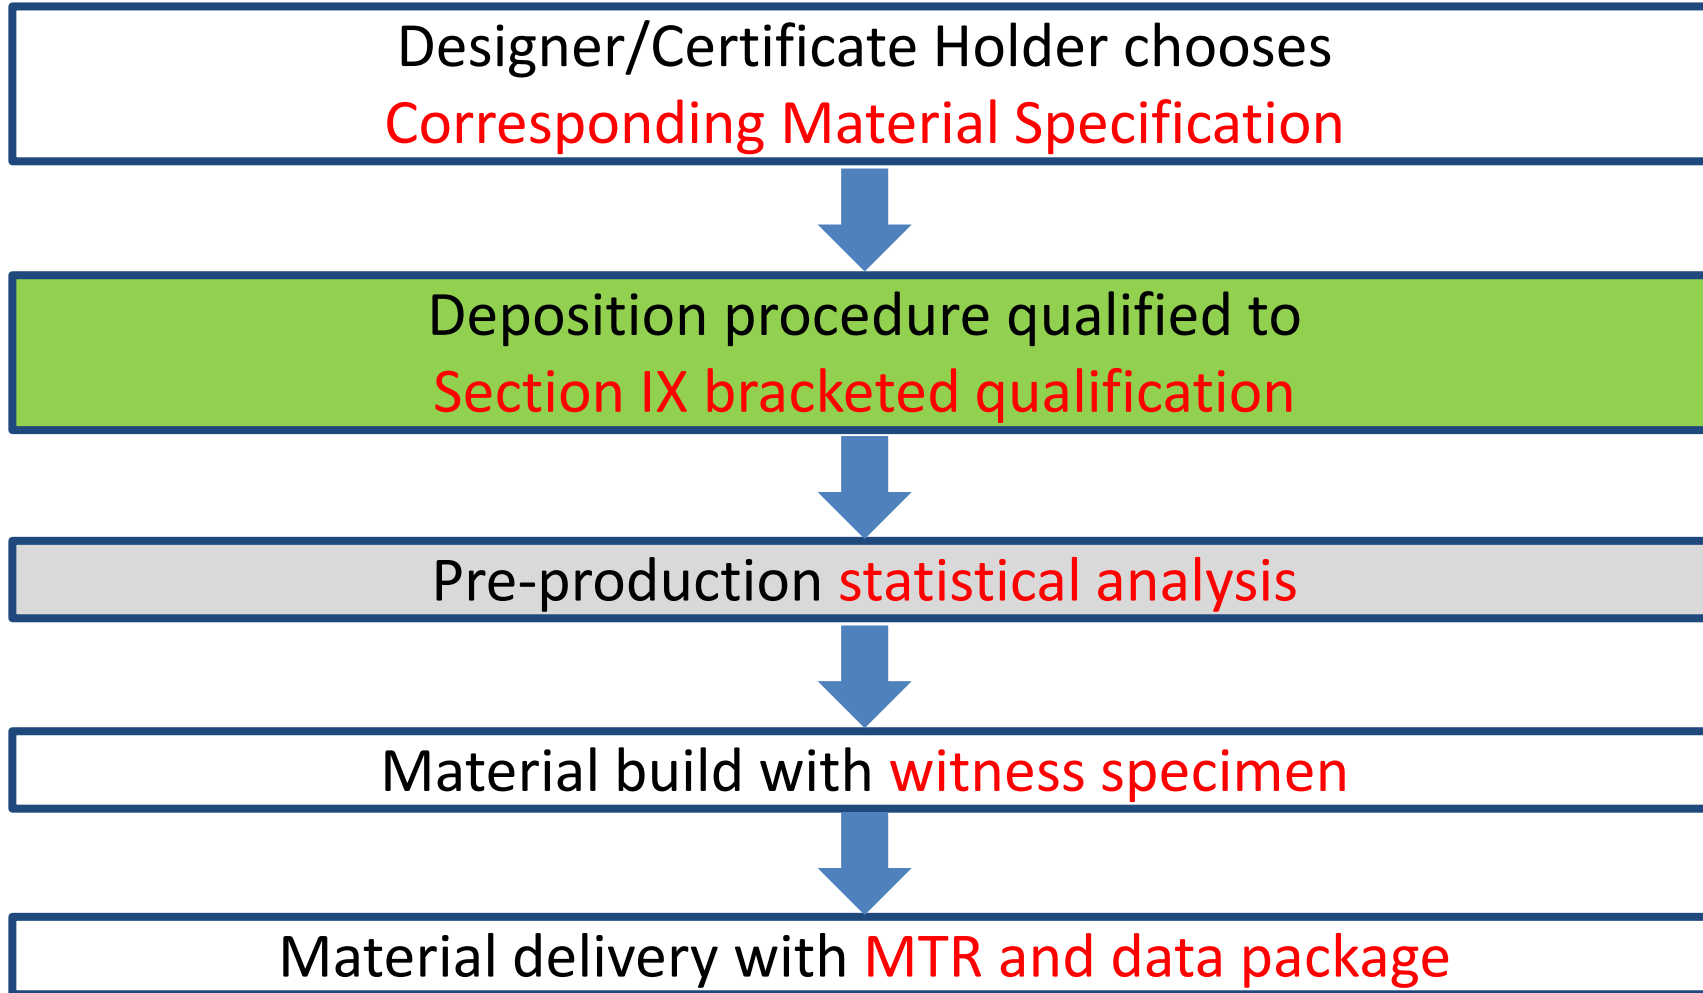 Designer/Certificate Holder chooses
Corresponding Material Specification
Deposition procedure qualified to
Section IX bracketed qualification
Pre-production statistical analysis
Material build with witness specimen
Material delivery with MTR and data package